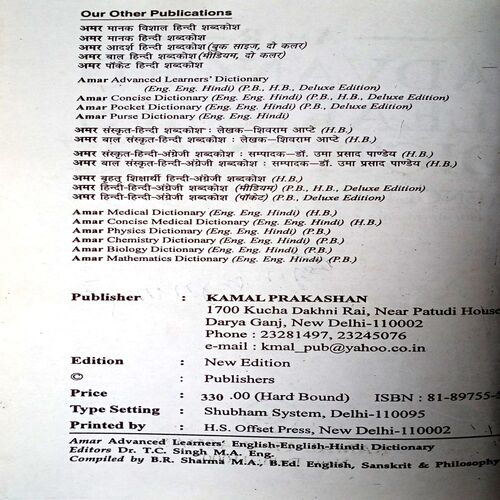 Our Other Publications
अमर मानक विशाल हिन्दी शब्दकोश
अमर मानक हिन्दी शब्दकोश
अमर आदर्श हिन्दी शब्दकोश (बुक साइज, दो कलर)
अमर बाल हिन्दी शब्दकोश (मीडियम, दो कलर)
अमर पॉकेट हिन्दी शब्दकोश
Amar Advanced Learners' Dictionary
(Eng. Eng. Hindi) (P.B., H.B., Deluxe Edition)
Amar Concise Dictionary (Eng. Eng. Hindi) (P.B., H.B., Deluxe Edition)
Amar Pocket Dictionary (Eng. Eng. Hindi) (P.B., Deluxe Edition)
Amar Purse Dictionary (Eng. Eng. Hindi)
अमर संस्कृत-हिन्दी शब्दकोश : लेखक—शिवराम आप्टे (H.B.)
अमर बाल संस्कृत-हिन्दी शब्दकोश : लेखक—शिवराम आप्टे (H.B.)
अमर संस्कृत-हिन्दी-अंग्रेजी शब्दकोश : सम्पादक—डॉ. उमा प्रसाद पाण्डेय (H.B.)
अमर बाल संस्कृत-हिन्दी-अंग्रेजी शब्दकोश : सम्पादक—डॉ. उमा प्रसाद पाण्डेय (H.B.)
अमर बृहत् शिक्षार्थी हिन्दी-अंग्रेजी शब्दकोश (H.B.)
अमर हिन्दी-हिन्दी-अंग्रेजी शब्दकोश (मीडियम) (P.B., H.B., Deluxe Edition)
अमर हिन्दी-हिन्दी-अंग्रेजी शब्दकोश (पॉकेट) (P.B., Deluxe Edition)
Amar Medical Dictionary (Eng. Eng. Hindi) (H.B.)
Amar Concise Medical Dictionary (Eng. Eng. Hindi) (H.B.)
Amar Physics Dictionary (Eng. Eng. Hindi) (P.B.)
Amar Chemistry Dictionary (Eng. Eng. Hindi) (P.B.)
Amar Biology Dictionary (Eng. Eng. Hindi) (P.B.)
Amar Mathematics Dictionary (Eng. Eng. Hindi) (P.B.)
Publisher : KAMAL PRAKASHAN
1700 Kucha Dakhni Rai, Near Patudi House
Darya Ganj, New Delhi-110002
Phone : 23281497, 23245076
e-mail : kmal_pub@yahoo.co.in
Edition : New Edition
© : Publishers
Price : 330 .00 (Hard Bound) ISBN : 81-89755-
Type Setting : Shubham System, Delhi-110095
Printed by : H.S. Offset Press, New Delhi-110002
Amar Advanced Learners' English-English-Hindi Dictionary
Editors Dr. T.C. Singh M.A. Eng.
Compiled by B.R. Sharma M.A., B.Ed. English, Sanskrit & Philosophy